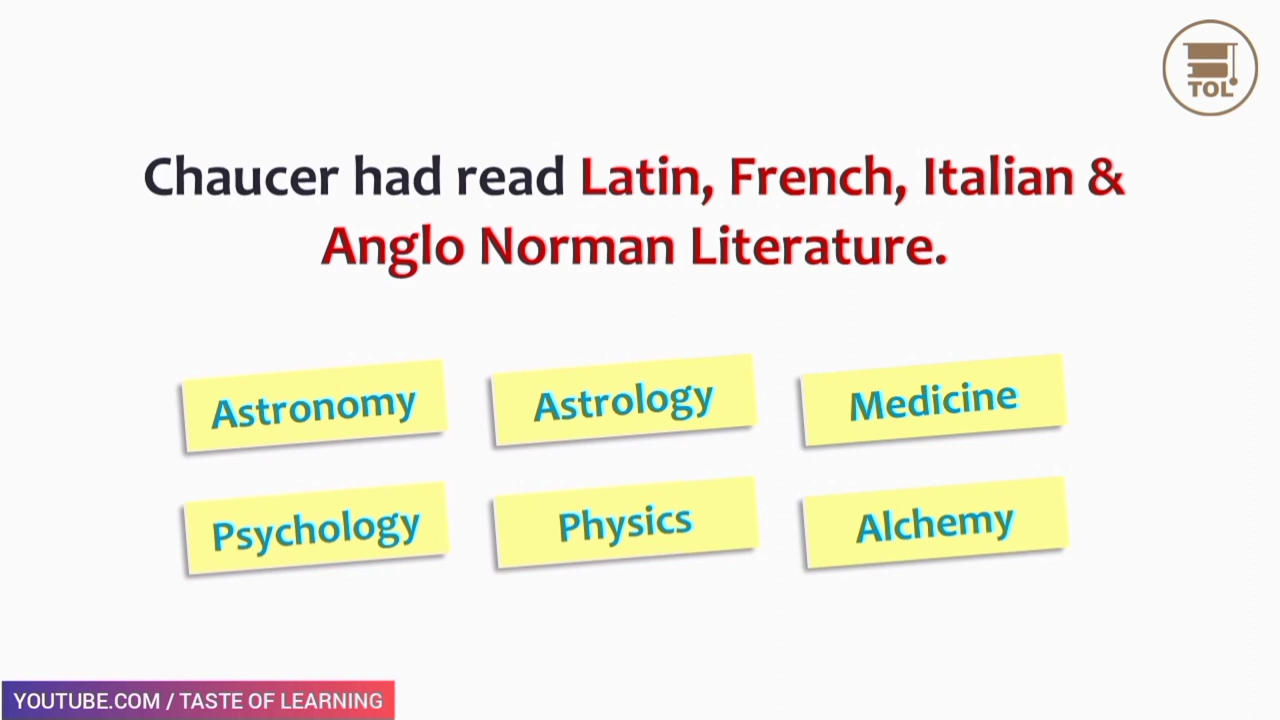 TOL
Chaucer had read Latin, French, Italian &
Anglo Norman Literature.
Astronomy Astrology Medicine
Psychology Physics Alchemy
YOUTUBE.COM / TASTE OF LEARNING